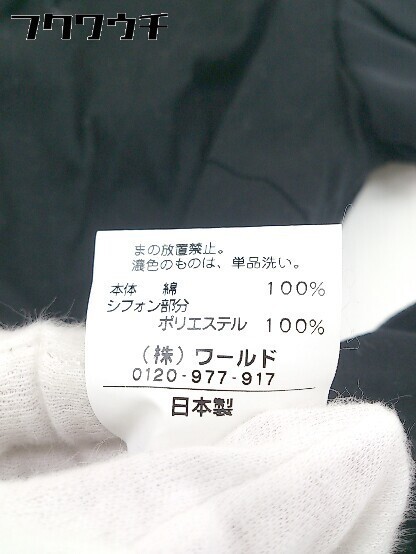 フクワウチ
まの放置禁止。
濃色のものは、単品洗い。
本体 綿 100%
シフォン部分
ポリエステル 100%
(株)ワールド
0120-977-917
日本製